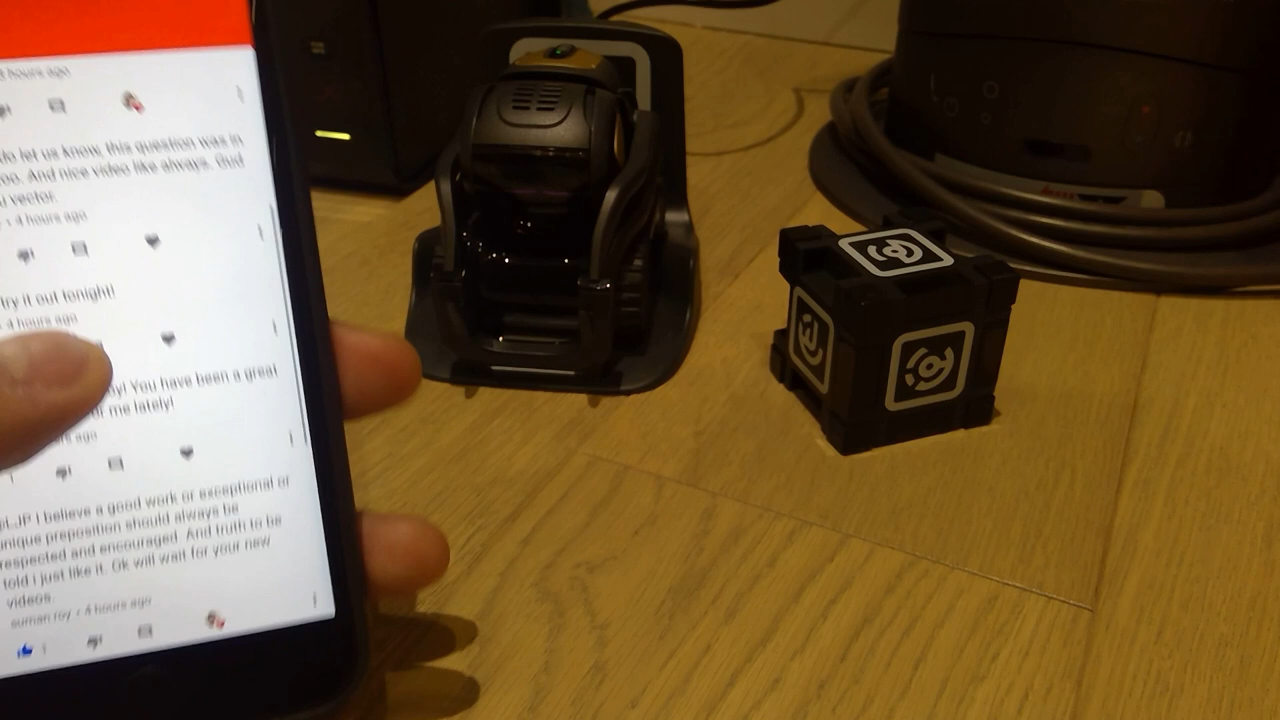 hours ago
do let us know, this question was in
too. And nice video like always. Gud
vector.
• 4 hours ago
try it out tonight!
4 hours ago
You have been a great
me lately!
ago
I believe a good work or exceptional or
unique preposition should always be
respected and encouraged. And truth to be
told i just like it. Ok will wait for your new
videos.
suman roy • 4 hours ago
1